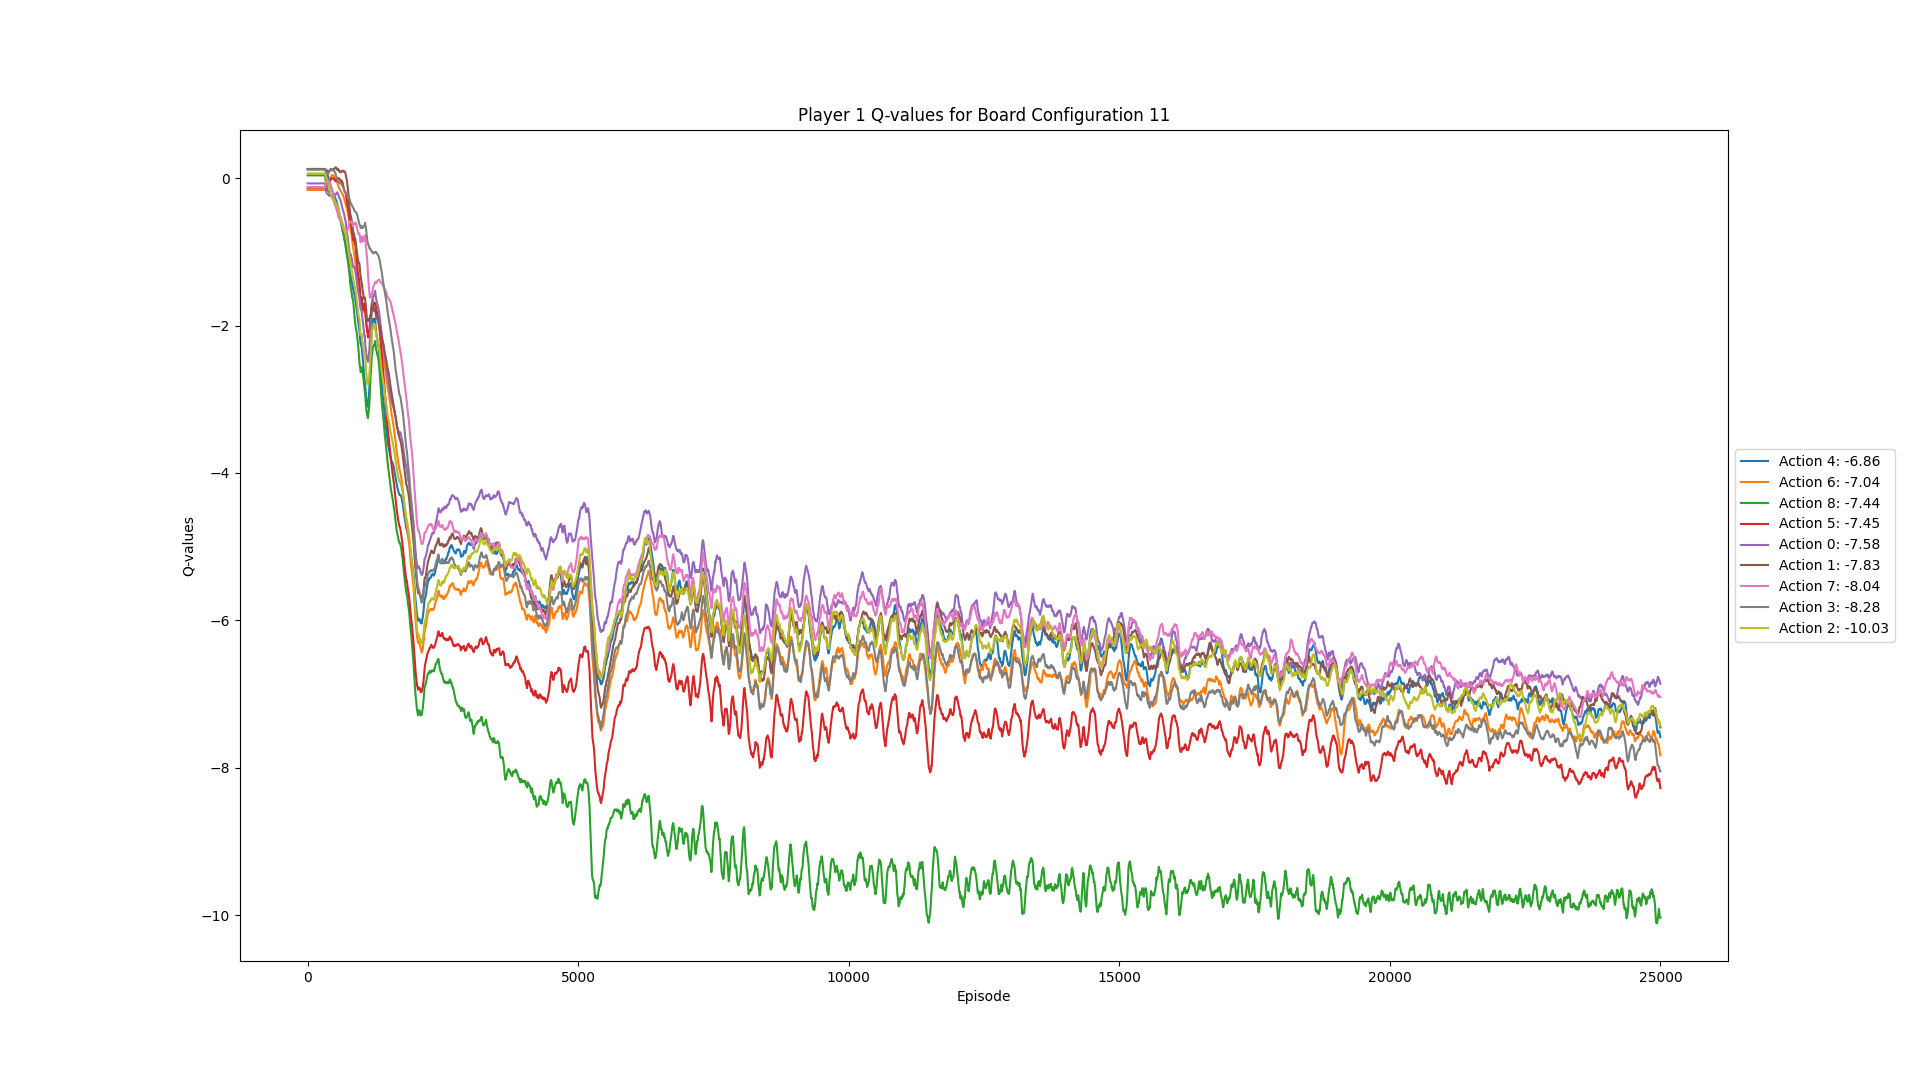 Player 1 Q-values for Board Configuration 11
Q-values
0
−2
−4
−6
−8
−10
0
5000
10000
15000
20000
25000
Episode
Action 4: -6.86
Action 6: -7.04
Action 8: -7.44
Action 5: -7.45
Action 0: -7.58
Action 1: -7.83
Action 7: -8.04
Action 3: -8.28
Action 2: -10.03